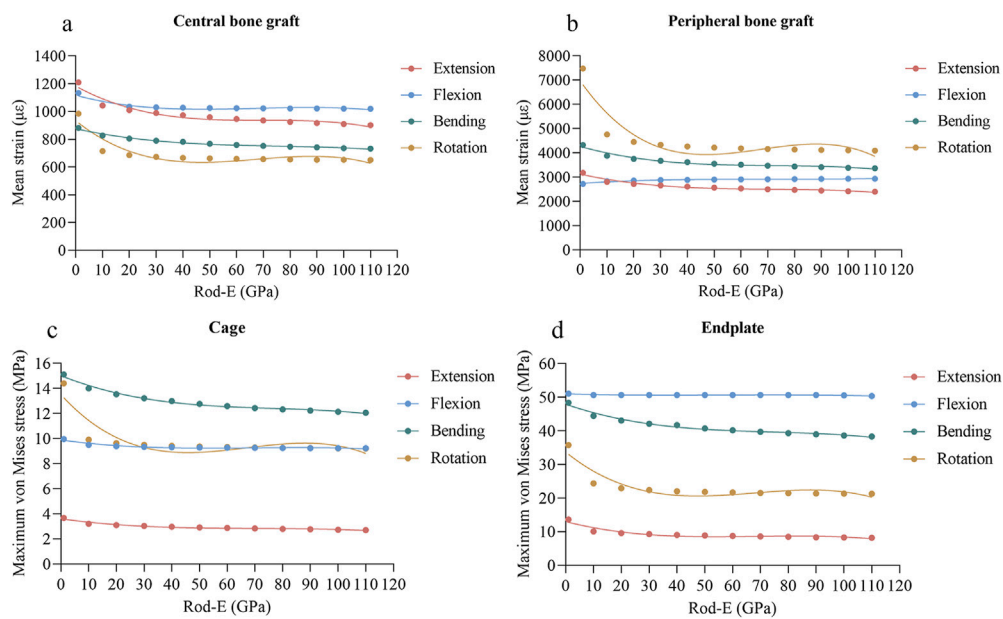 a
Central bone graft
Mean strain (με)
1400
1200
1000
800
600
400
200
0
0 10 20 30 40 50 60 70 80 90 100 110 120
Rod-E (GPa)
Extension
Flexion
Bending
Rotation
b
Peripheral bone graft
Mean strain (με)
8000
7000
6000
5000
4000
3000
2000
1000
0
0 10 20 30 40 50 60 70 80 90 100 110 120
Rod-E (GPa)
Extension
Flexion
Bending
Rotation
c
Cage
Maximum von Mises stress (MPa)
16
14
12
10
8
6
4
2
0
0 10 20 30 40 50 60 70 80 90 100 110 120
Rod-E (GPa)
Extension
Flexion
Bending
Rotation
d
Endplate
Maximum von Mises stress (MPa)
60
50
40
30
20
10
0
0 10 20 30 40 50 60 70 80 90 100 110 120
Rod-E (GPa)
Extension
Flexion
Bending
Rotation